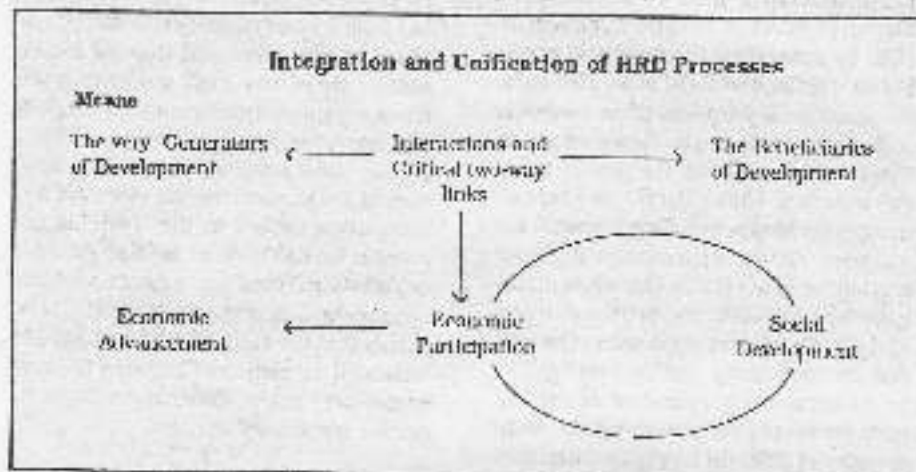 Integration and Unification of HRD Processes
Means
The very Generators
of Development
Interactions and
Critical two-way
links
The Beneficiaries
of Development
Economic
Advancement
Economic
Participation
Social
Development